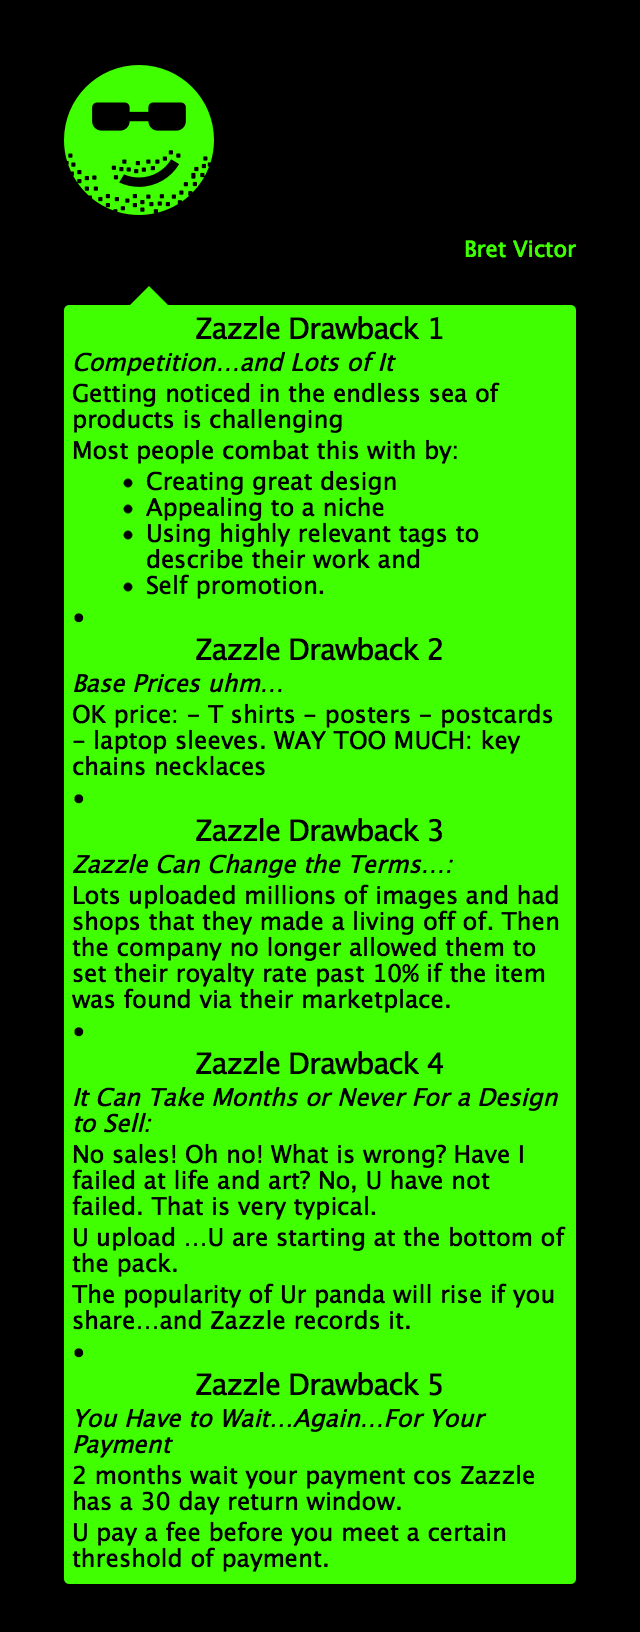 Bret Victor
Zazzle Drawback 1
Competition...and Lots of It
Getting noticed in the endless sea of
products is challenging
Most people combat this with by:
• Creating great design
• Appealing to a niche
• Using highly relevant tags to
describe their work and
• Self promotion.
•
Zazzle Drawback 2
Base Prices uhm...
OK price: – T shirts – posters – postcards
– laptop sleeves. WAY TOO MUCH: key
chains necklaces
•
Zazzle Drawback 3
Zazzle Can Change the Terms...:
Lots uploaded millions of images and had
shops that they made a living off of. Then
the company no longer allowed them to
set their royalty rate past 10% if the item
was found via their marketplace.
•
Zazzle Drawback 4
It Can Take Months or Never For a Design
to Sell:
No sales! Oh no! What is wrong? Have I
failed at life and art? No, U have not
failed. That is very typical.
U upload ...U are starting at the bottom of
the pack.
The popularity of Ur panda will rise if you
share...and Zazzle records it.
•
Zazzle Drawback 5
You Have to Wait...Again...For Your
Payment
2 months wait your payment cos Zazzle
has a 30 day return window.
U pay a fee before you meet a certain
threshold of payment.